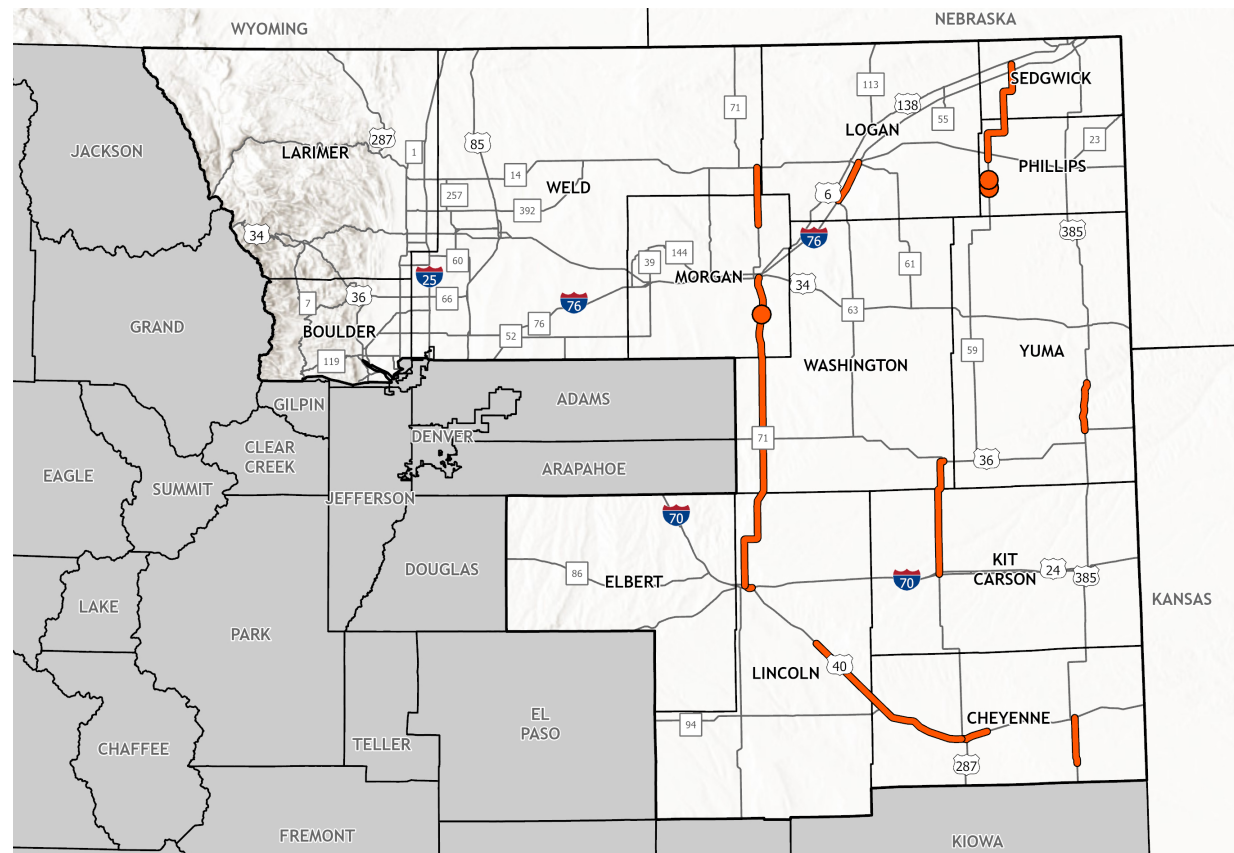 WYOMING
NEBRASKA
SEDGWICK
71
113
138
55
LOGAN
287
85
1
23
JACKSON
LARIMER
14
WELD
PHILLIPS
257
6
392
34
385
76
144
60
39
61
25
MORGAN
34
36
66
7
76
63
GRAND
BOULDER
76
52
59
YUMA
119
WASHINGTON
GILPIN
ADAMS
DENVER
71
CLEAR
CREEK
36
EAGLE
ARAPAHOE
SUMMIT
JEFFERSON
70
KIT
CARSON
24
DOUGLAS
86
ELBERT
70
385
KANSAS
LAKE
PARK
40
LINCOLN
EL
PASO
94
CHEYENNE
TELLER
CHAFFEE
287
FREMONT
KIOWA